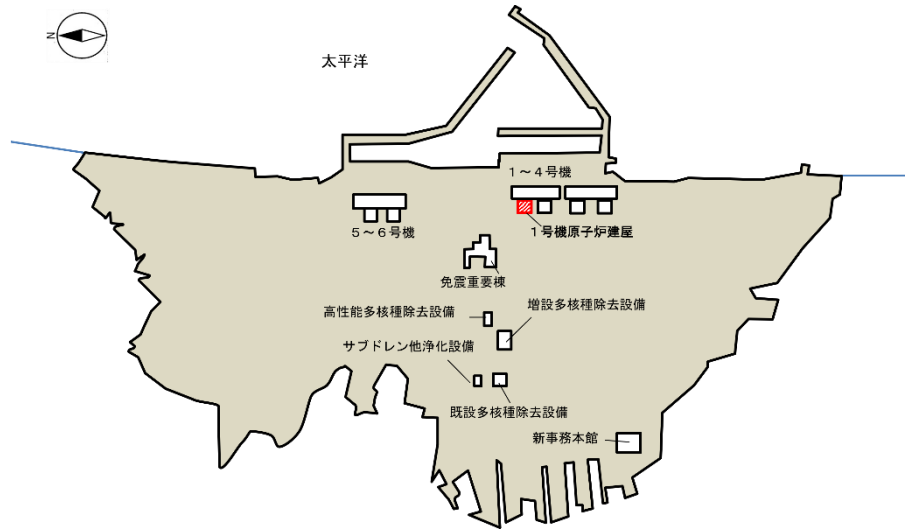 N
太平洋
1～4号機
5～6号機
1号機原子炉建屋
免震重要棟
高性能多核種除去設備
増設多核種除去設備
サブドレン他浄化設備
既設多核種除去設備
新事務本館